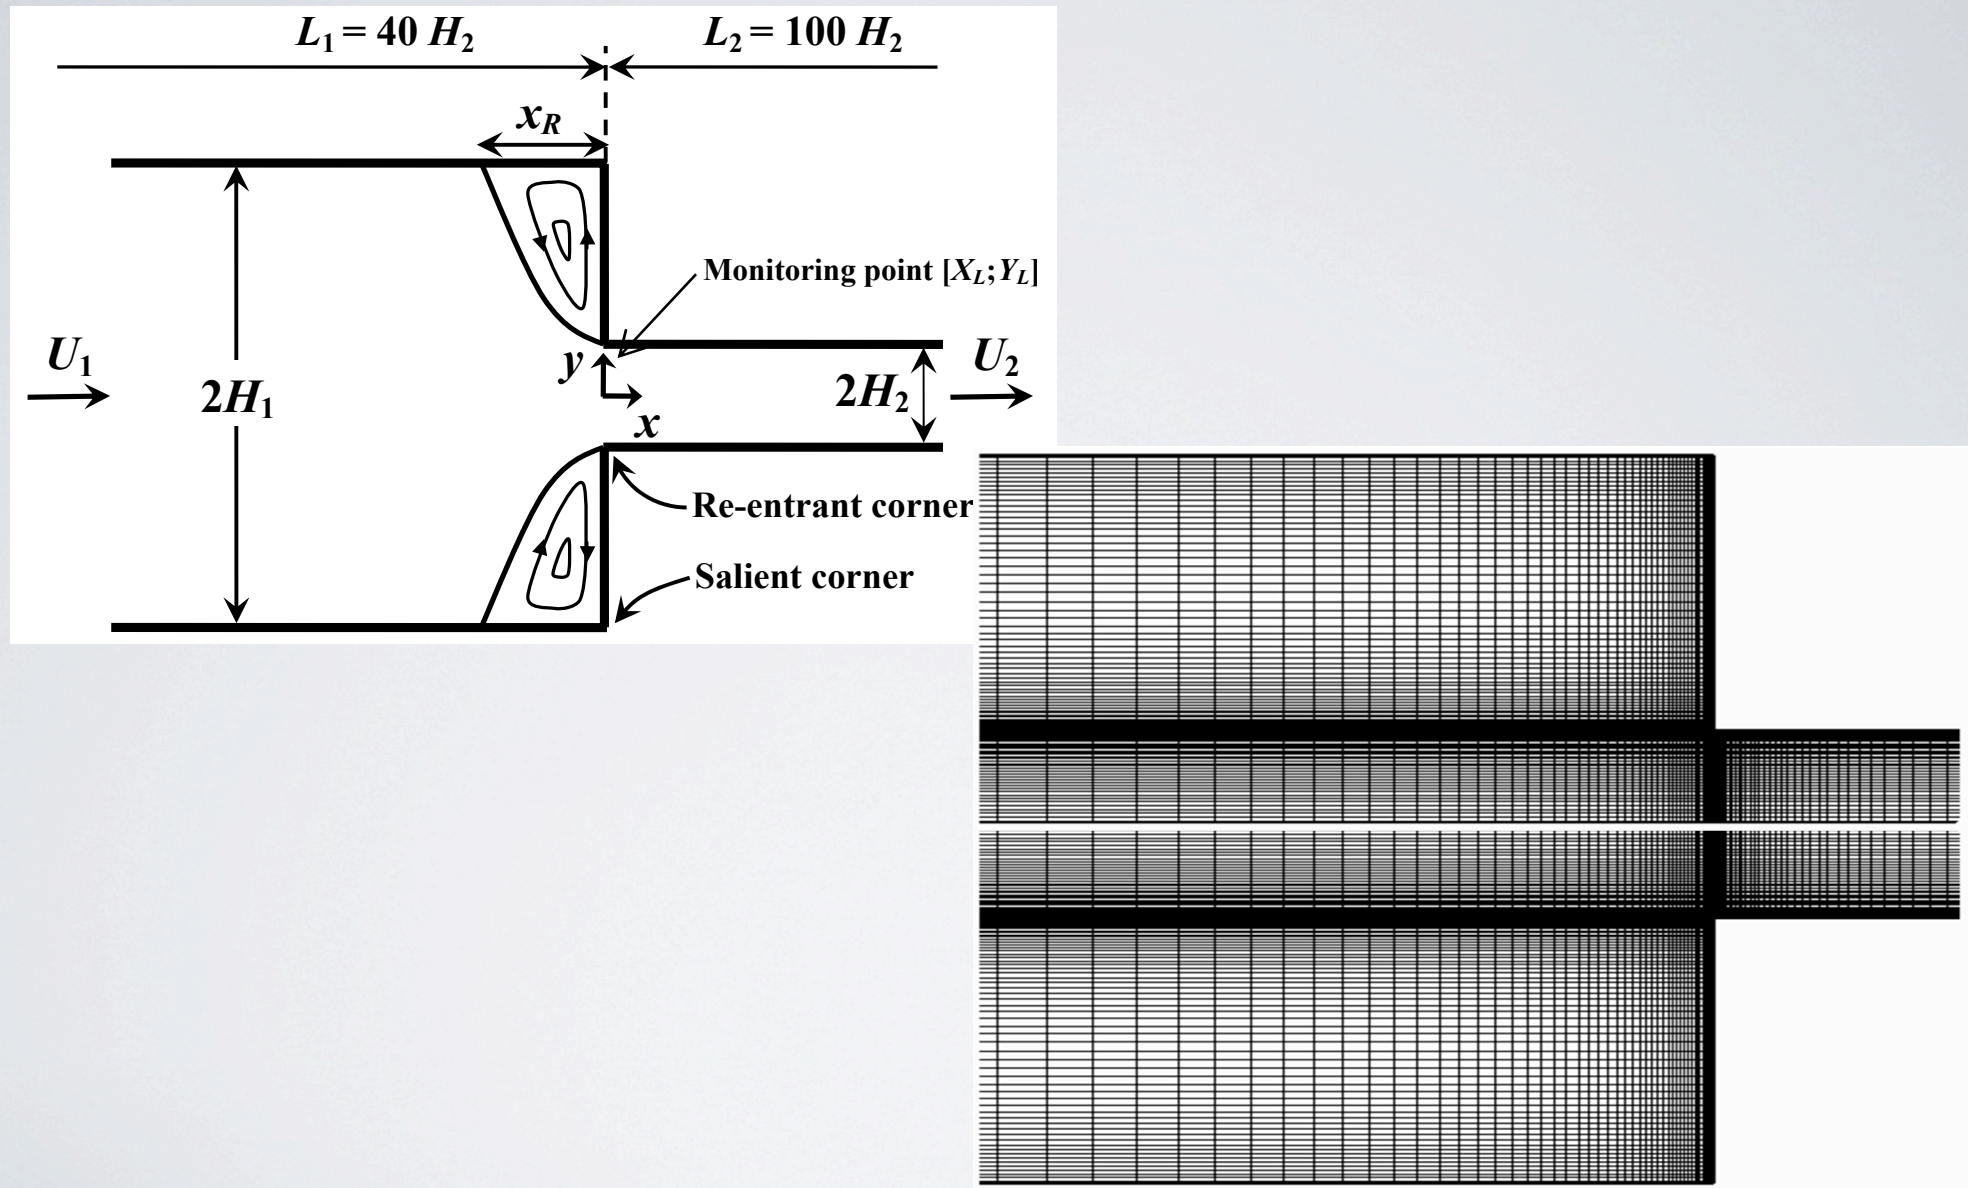 L1 = 40 H2
L2 = 100 H2
xR
Monitoring point [XL;YL]
U1
y
U2
2H1
2H2
x
Re-entrant corner
Salient corner